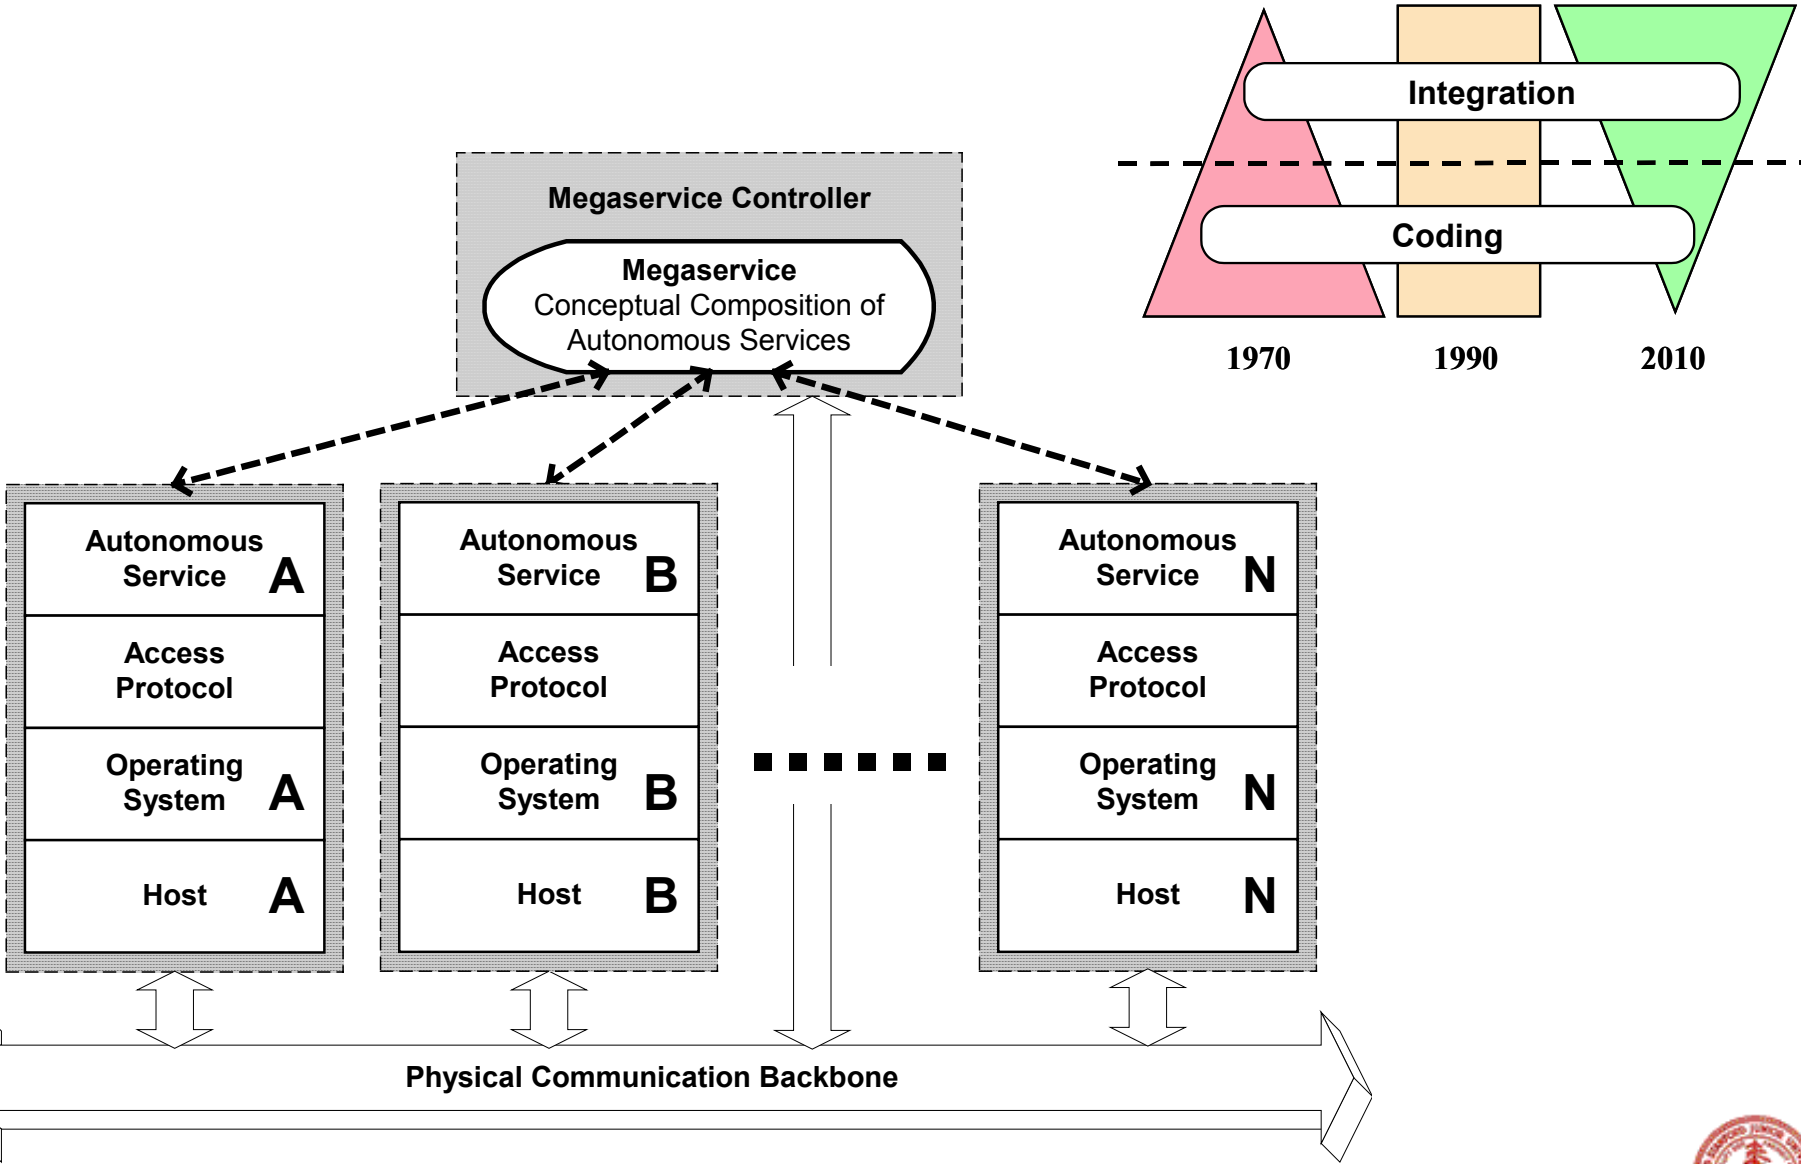 Integration
Coding
1970
1990
2010
Megaservice Controller
Megaservice
Conceptual Composition of
Autonomous Services
Autonomous
Service A
Access
Protocol
Operating
System A
Host A
Autonomous
Service B
Access
Protocol
Operating
System B
Host B
Autonomous
Service N
Access
Protocol
Operating
System N
Host N
Physical Communication Backbone